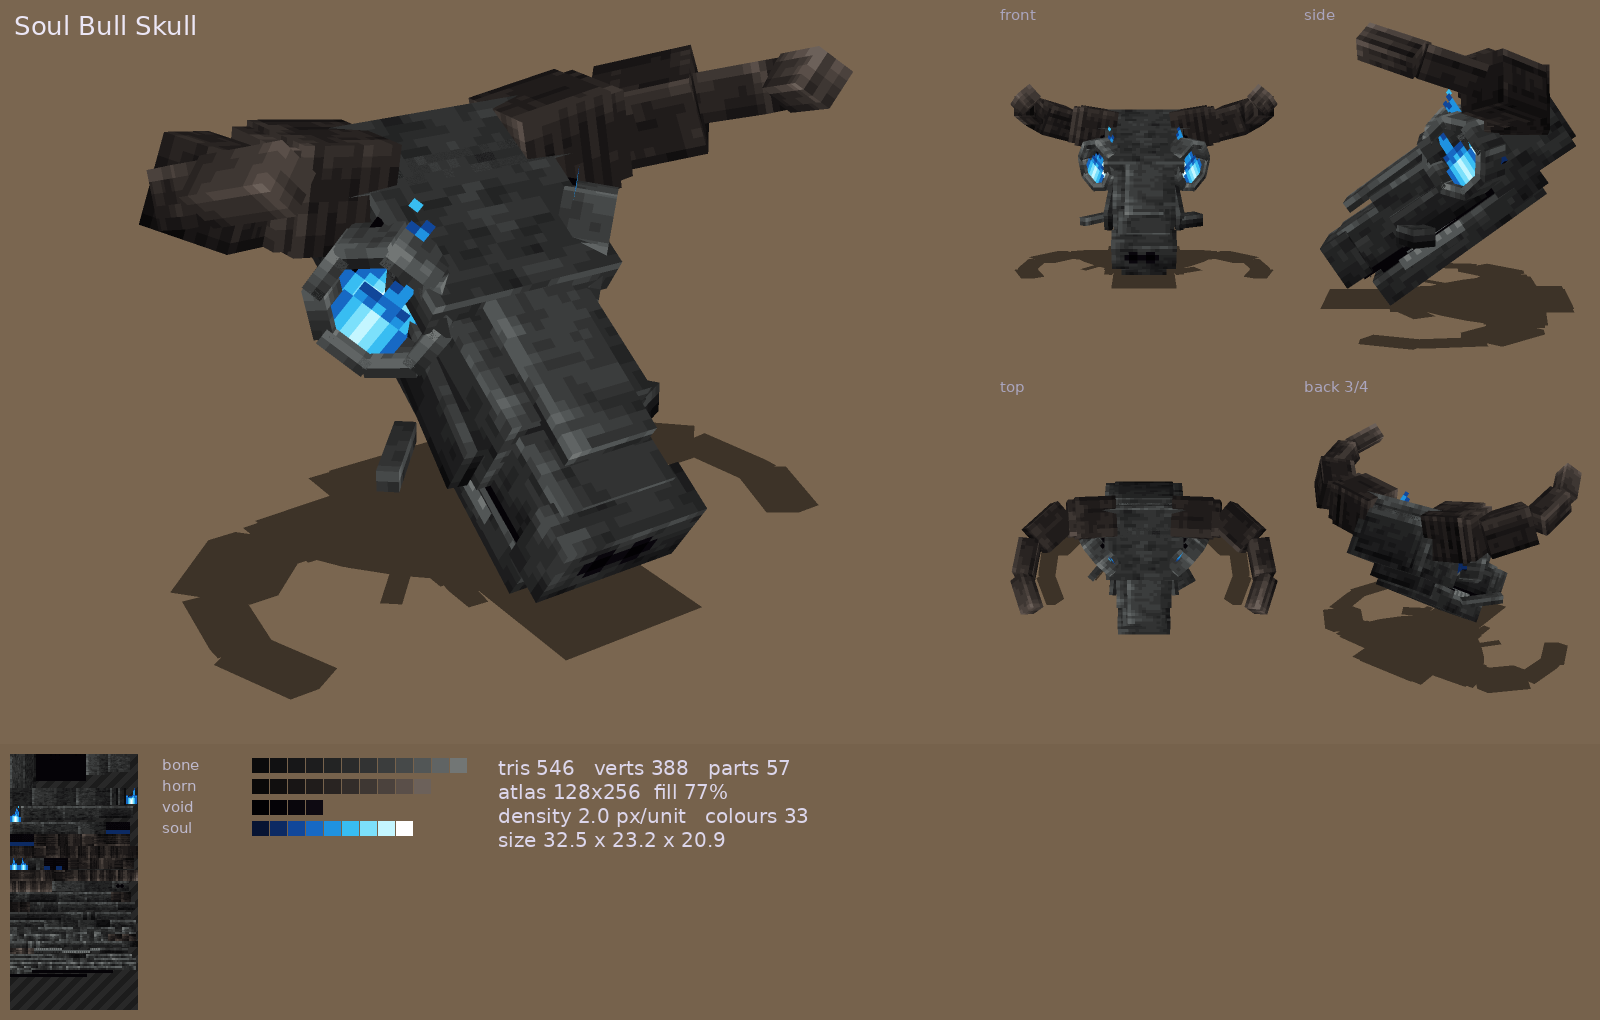 Soul Bull Skull
front
side
top
back 3/4
bone
horn
void
soul
tris 546 verts 388 parts 57
atlas 128x256 fill 77%
density 2.0 px/unit colours 33
size 32.5 x 23.2 x 20.9